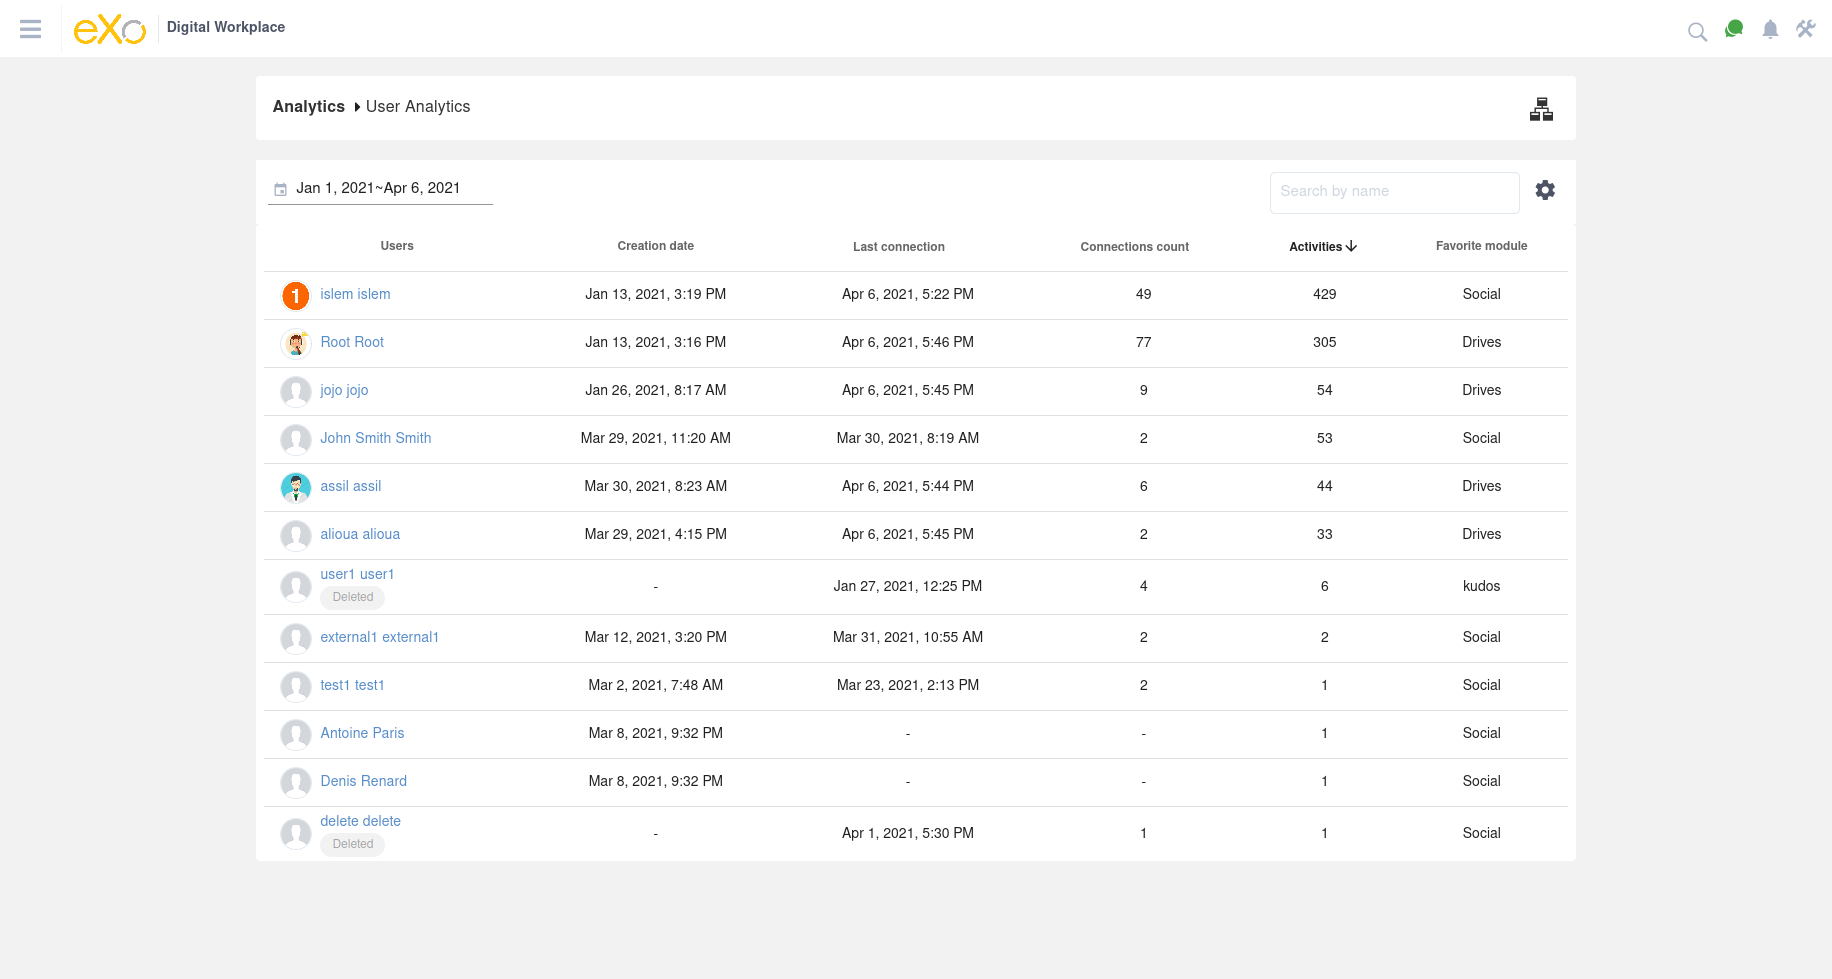 eXo Digital Workplace
Analytics User Analytics
Jan 1, 2021~Apr 6, 2021 Search by name
Users Creation date Last connection Connections count Activities Favorite module
1 islem islem Jan 13, 2021, 3:19 PM Apr 6, 2021, 5:22 PM 49 429 Social
Root Root Jan 13, 2021, 3:16 PM Apr 6, 2021, 5:46 PM 77 305 Drives
jojo jojo Jan 26, 2021, 8:17 AM Apr 6, 2021, 5:45 PM 9 54 Drives
John Smith Smith Mar 29, 2021, 11:20 AM Mar 30, 2021, 8:19 AM 2 53 Social
assil assil Mar 30, 2021, 8:23 AM Apr 6, 2021, 5:44 PM 6 44 Drives
alioua alioua Mar 29, 2021, 4:15 PM Apr 6, 2021, 5:45 PM 2 33 Drives
user1 user1 - Jan 27, 2021, 12:25 PM 4 6 kudos
Deleted
external1 external1 Mar 12, 2021, 3:20 PM Mar 31, 2021, 10:55 AM 2 2 Social
test1 test1 Mar 2, 2021, 7:48 AM Mar 23, 2021, 2:13 PM 2 1 Social
Antoine Paris Mar 8, 2021, 9:32 PM - - 1 Social
Denis Renard Mar 8, 2021, 9:32 PM - - 1 Social
delete delete - Apr 1, 2021, 5:30 PM 1 1 Social
Deleted